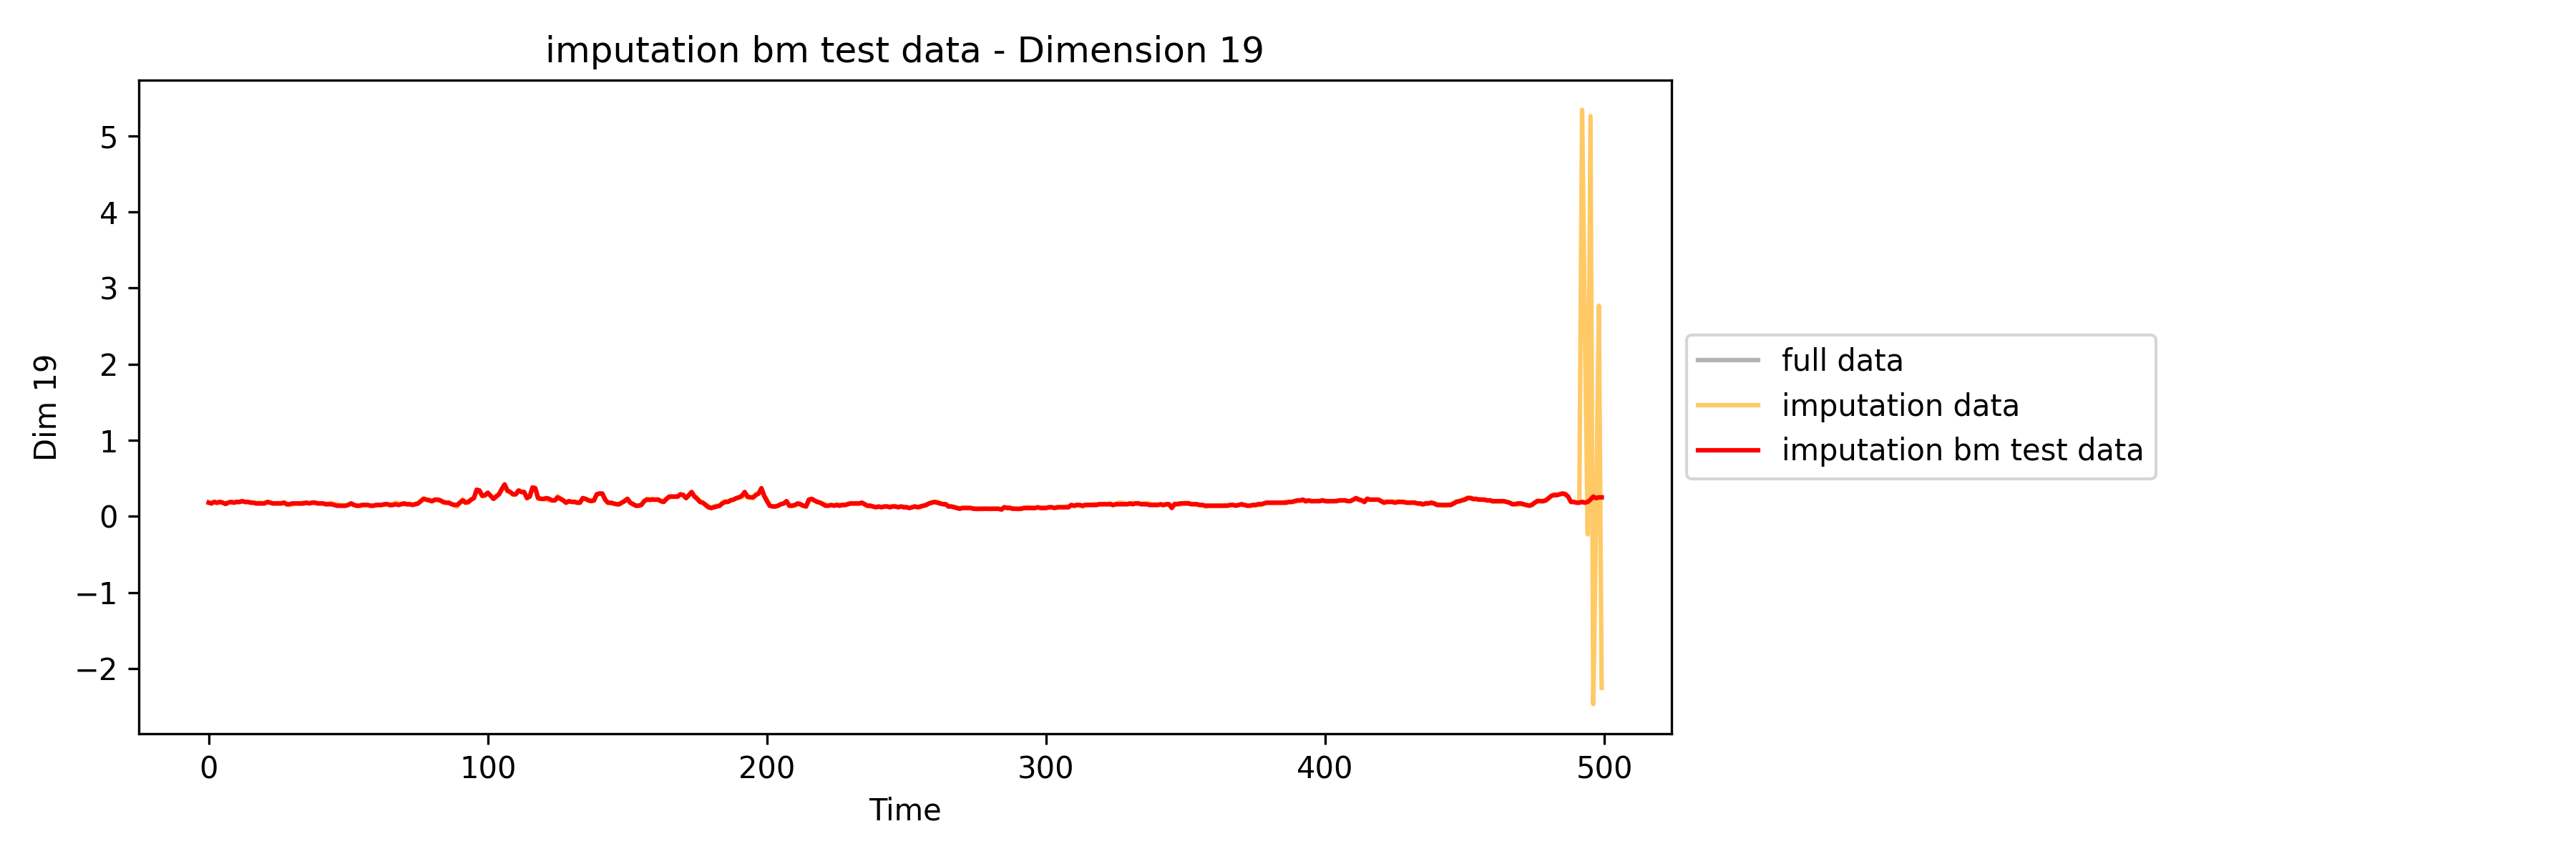 imputation bm test data - Dimension 19
5
4
3
2
1
0
−1
−2
Dim 19
0 100 200 300 400 500
Time
full data
imputation data
imputation bm test data